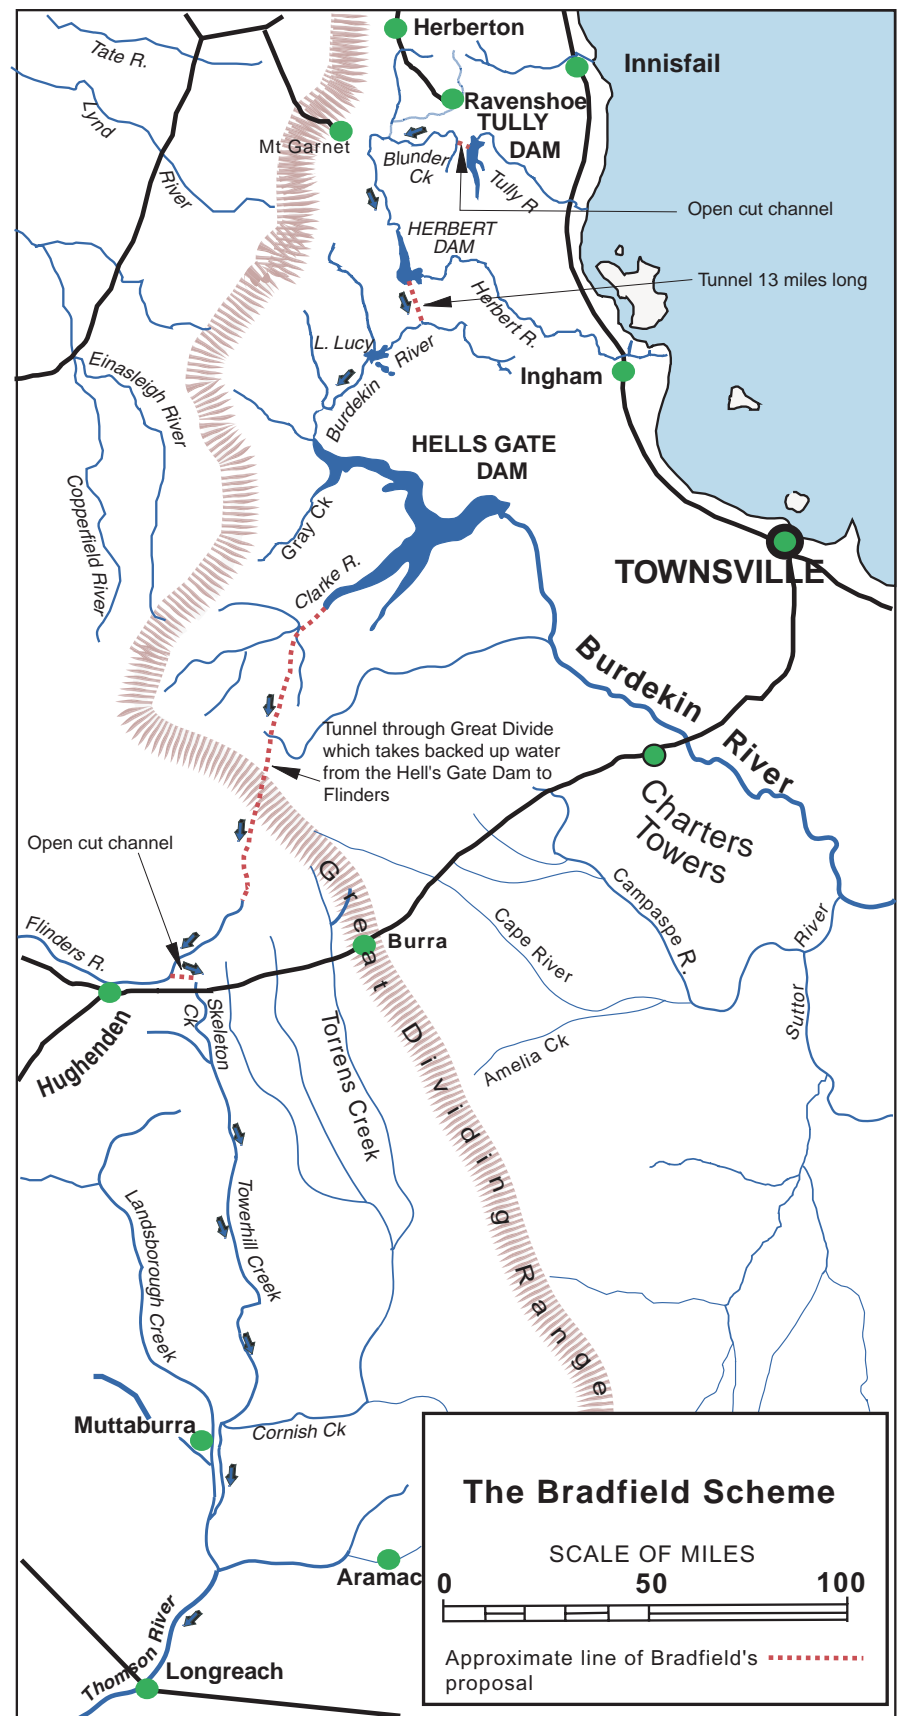 Herberton
Tate R.
Innisfail
Lynd
River
Ravenshoe
Mt Garnet
TULLY
DAM
Blunder
Ck
Tully R
Open cut channel
HERBERT
DAM
Tunnel 13 miles long
Herbert R.
L. Lucy
Burdekin
River
Ingham
Einasleigh River
Copperfield River
HELLS GATE
DAM
Gray Ck
Clarke R.
TOWNSVILLE
Burdekin
River
Tunnel through Great Divide
which takes backed up water
from the Hell's Gate Dam to
Flinders
Charters
Towers
Open cut channel
Great Dividing Range
Campaspe R.
Cape River
Flinders R.
Burra
Suttor
River
Skeleton
Ck
Hughenden
Torrens Creek
Amelia Ck
Landsborough Creek
Towerhill Creek
Muttaburra
Cornish Ck
Aramac
Thomson River
Longreach
The Bradfield Scheme
SCALE OF MILES
0 50 100
Approximate line of Bradfield's
proposal